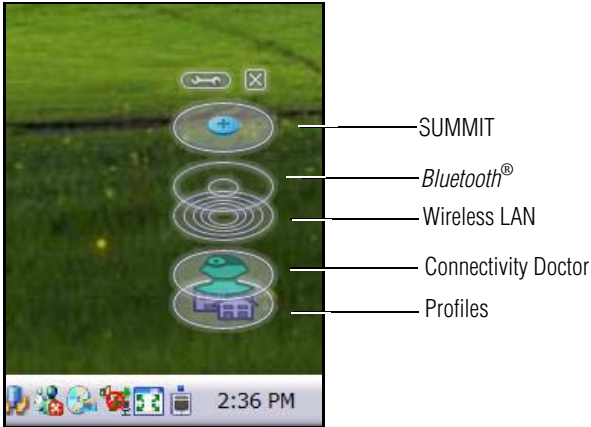 SUMMIT
Bluetooth®
Wireless LAN
Connectivity Doctor
Profiles
2:36 PM